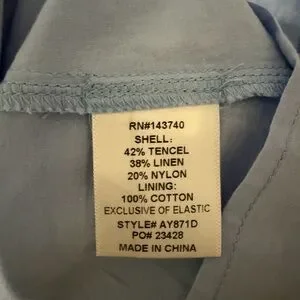 RN#143740
SHELL:
42% TENCEL
38% LINEN
20% NYLON
LINING:
100% COTTON
EXCLUSIVE OF ELASTIC
STYLE# AY871D
PO# 23428
MADE IN CHINA